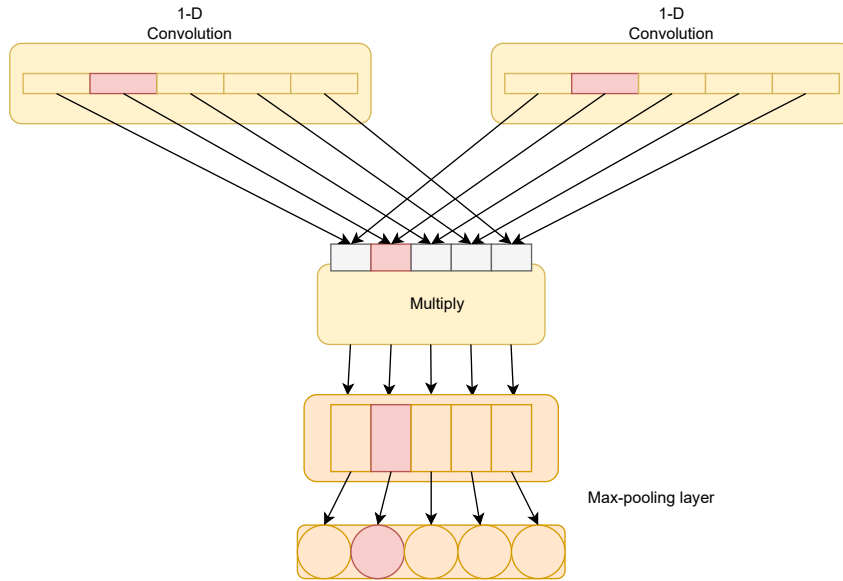 1-D
Convolution
1-D
Convolution
Multiply
Max-pooling layer